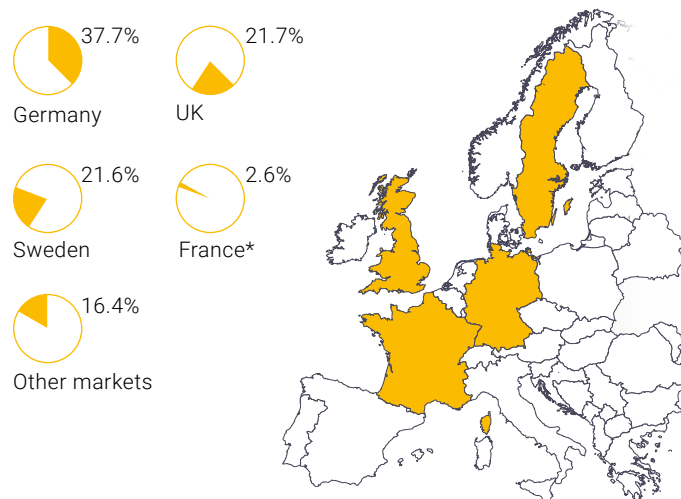 37.7%
Germany
21.7%
UK
21.6%
Sweden
2.6%
France*
16.4%
Other markets